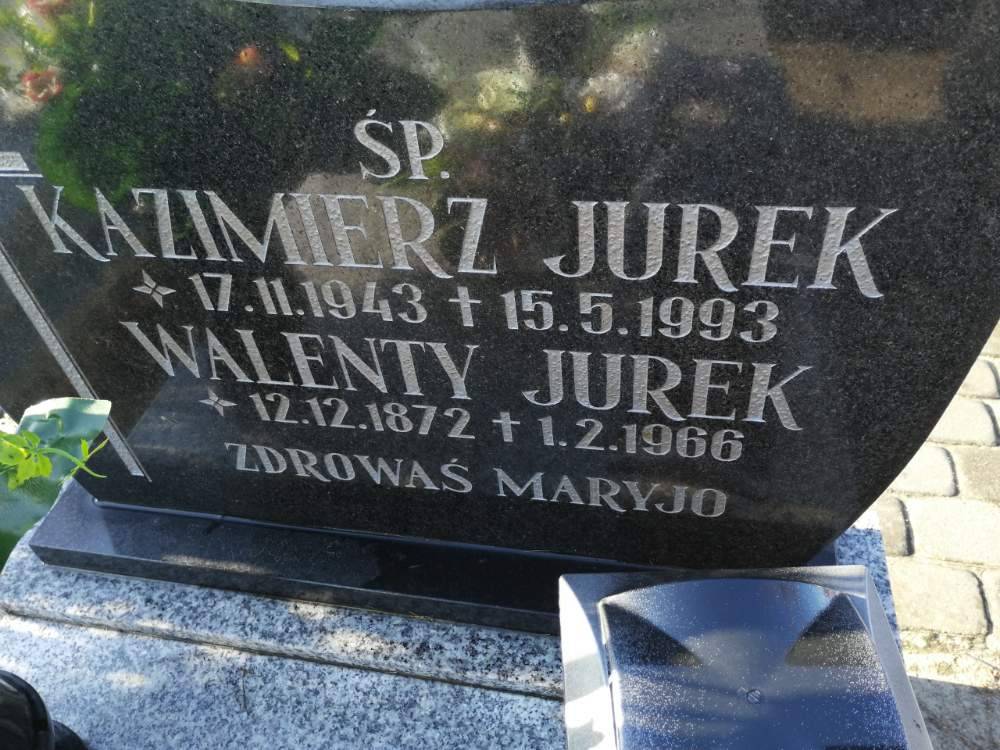 ŚP.
KAZIMIERZ JUREK
17.11.1943 ✝ 15.5.1993
WALENTY JUREK
12.12.1872 ✝ 1.2.1966
ZDROWAŚ MARYJO